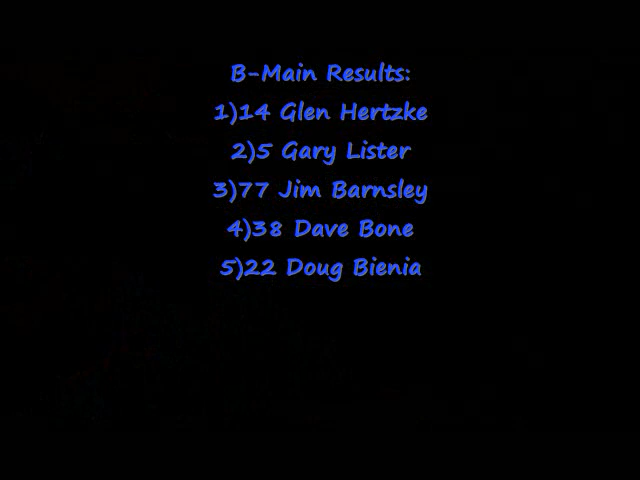 B-Main Results:
1)14 Glen Hertzke
2)5 Gary Lister
3)77 Jim Barnsley
4)38 Dave Bone
5)22 Doug Bienia